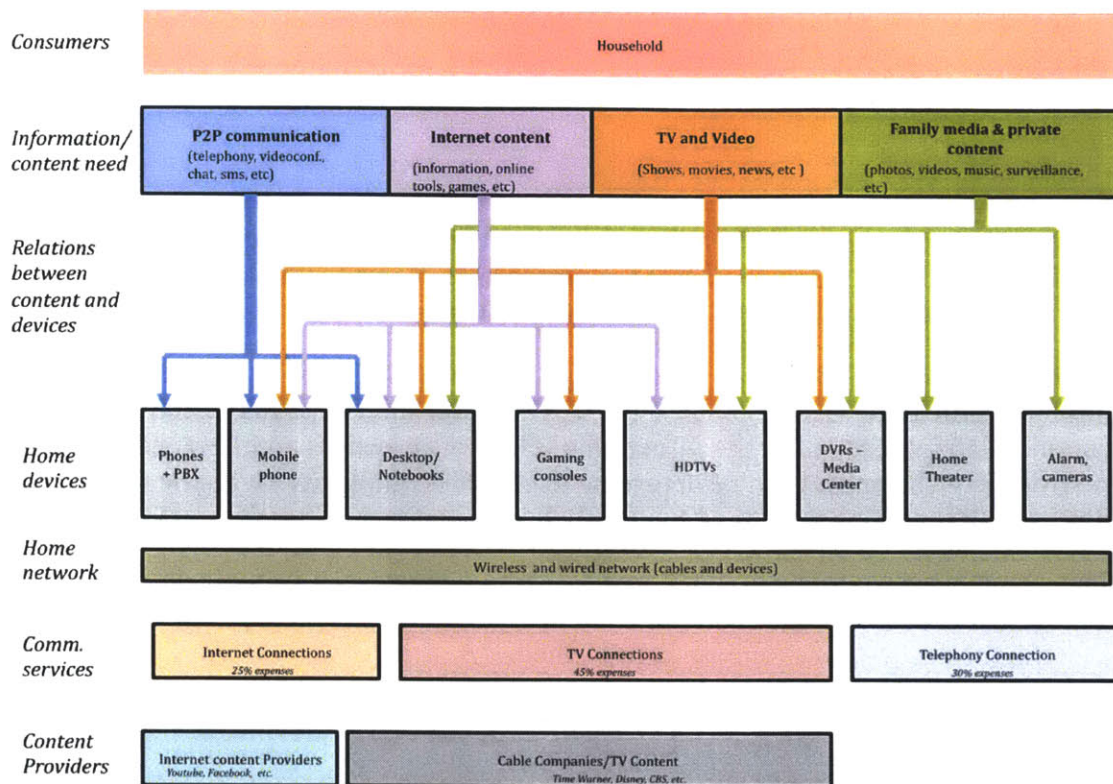 Consumers
Household
Information/
content need
P2P communication
(telephony, videoconf.,
chat, sms, etc)
Internet content
(information, online
tools, games, etc)
TV and Video
(Shows, movies, news, etc )
Family media & private
content
(photos, videos, music, surveillance,
etc)
Relations
between
content and
devices
Home
devices
Phones
+ PBX
Mobile
phone
Desktop/
Notebooks
Gaming
consoles
HDTVs
DVRs –
Media
Center
Home
Theater
Alarm,
cameras
Home
network
Wireless and wired network (cables and devices)
Comm.
services
Internet Connections
25% expenses
TV Connections
45% expenses
Telephony Connection
30% expenses
Content
Providers
Internet content Providers
Youtube, Facebook, etc.
Cable Companies/TV Content
Time Warner, Disney, CBS, etc.